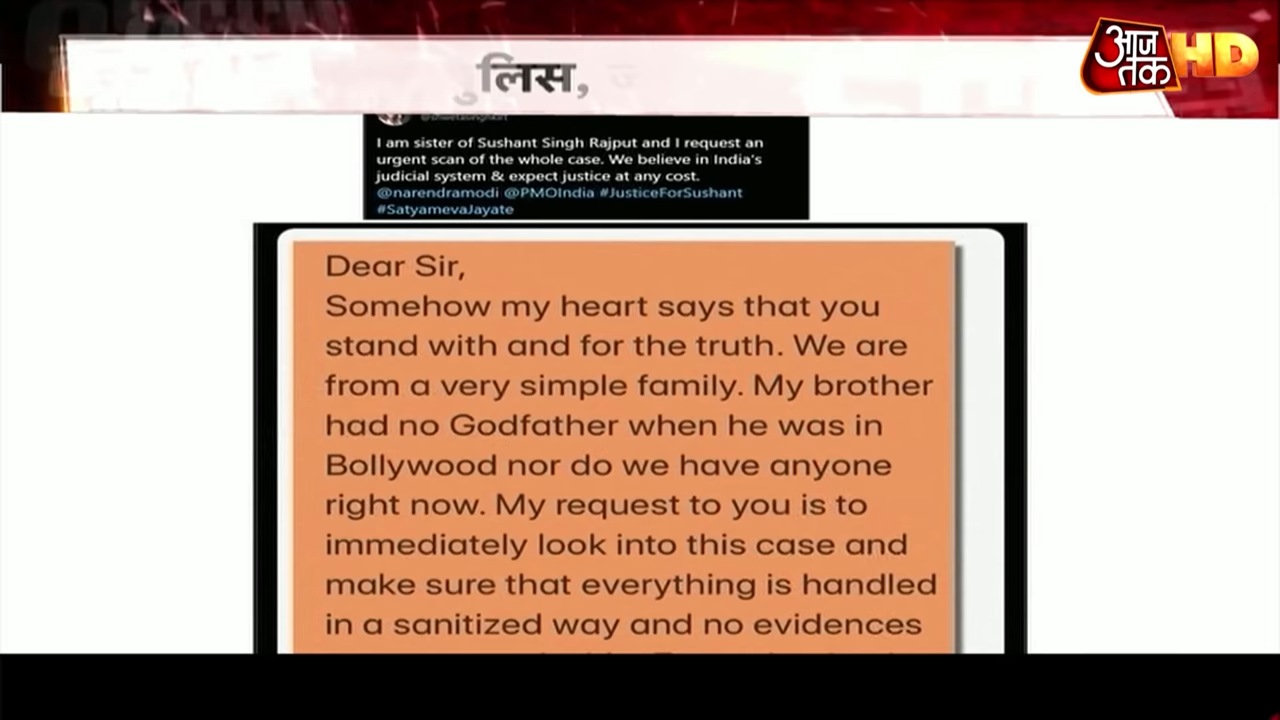 आज तक HD
लिस,
I am sister of Sushant Singh Rajput and I request an
urgent scan of the whole case. We believe in India's
judicial system & expect justice at any cost.
@narendramodi @PMOIndia #JusticeForSushant
#SatyamevaJayate
Dear Sir,
Somehow my heart says that you
stand with and for the truth. We are
from a very simple family. My brother
had no Godfather when he was in
Bollywood nor do we have anyone
right now. My request to you is to
immediately look into this case and
make sure that everything is handled
in a sanitized way and no evidences